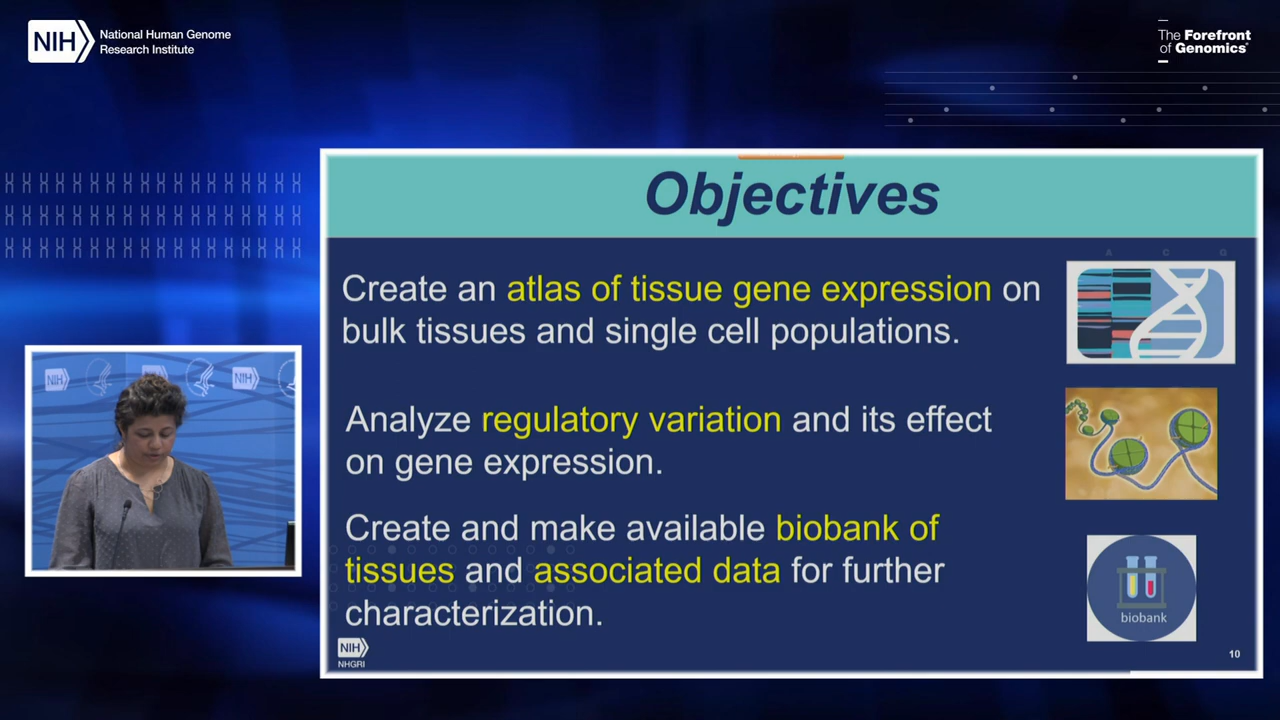 NIH
National Human Genome
Research Institute
The Forefront
of Genomics®
Objectives
A C G
Create an atlas of tissue gene expression on
bulk tissues and single cell populations.
Analyze regulatory variation and its effect
on gene expression.
Create and make available biobank of
tissues and associated data for further
characterization.
biobank
NIH
NHGRI
10
NIH
NIH